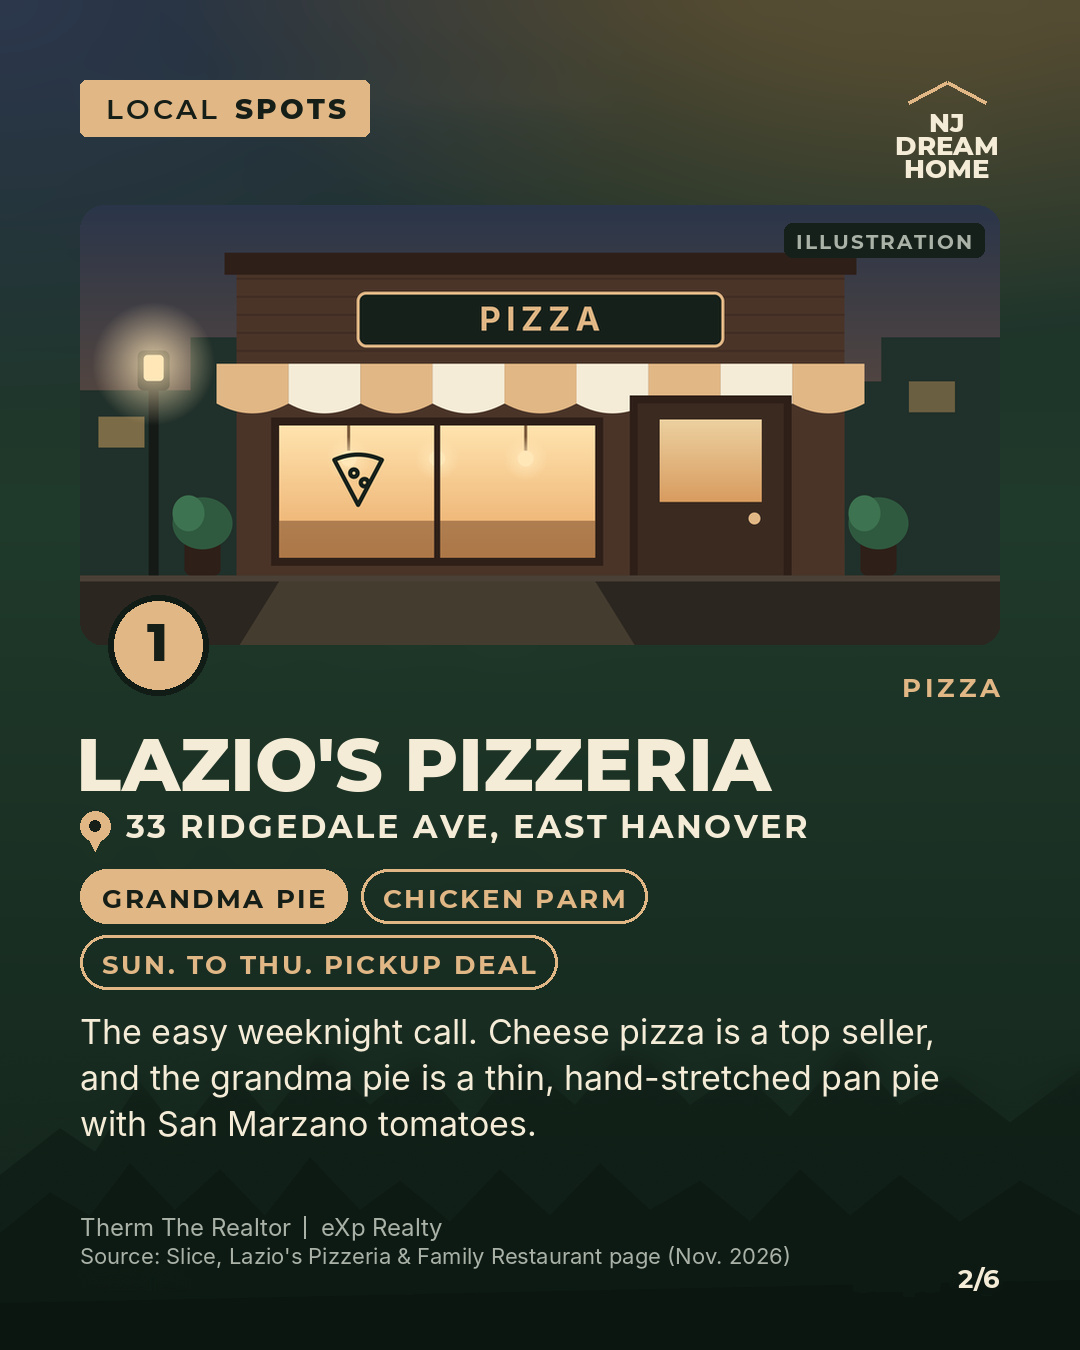 LOCAL SPOTS
NJ
DREAM
HOME
ILLUSTRATION
PIZZA
1
PIZZA
LAZIO'S PIZZERIA
33 RIDGEDALE AVE, EAST HANOVER
GRANDMA PIE
CHICKEN PARM
SUN. TO THU. PICKUP DEAL
The easy weeknight call. Cheese pizza is a top seller,
and the grandma pie is a thin, hand-stretched pan pie
with San Marzano tomatoes.
Therm The Realtor | eXp Realty
Source: Slice, Lazio's Pizzeria & Family Restaurant page (Nov. 2026)
2/6